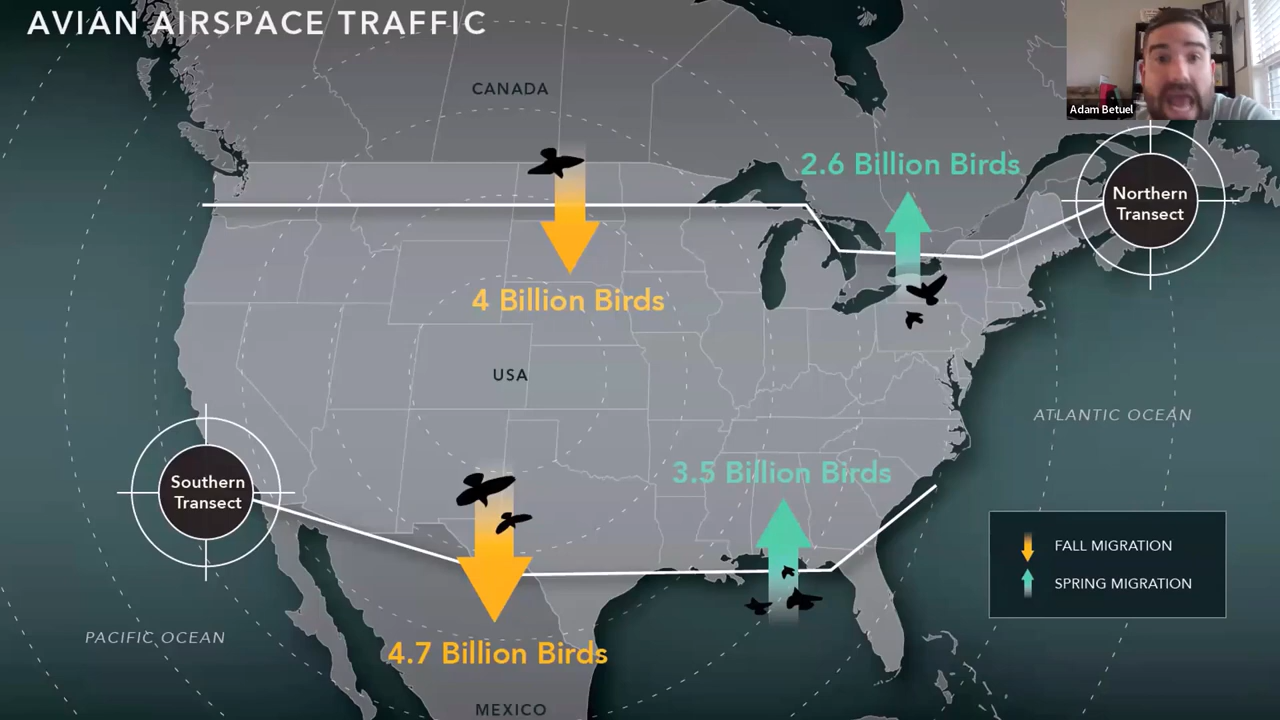 AVIAN AIRSPACE TRAFFIC
Adam Betuel
CANADA
2.6 Billion Birds
Northern
Transect
4 Billion Birds
USA
ATLANTIC OCEAN
3.5 Billion Birds
Southern
Transect
FALL MIGRATION
SPRING MIGRATION
PACIFIC OCEAN
4.7 Billion Birds
MEXICO